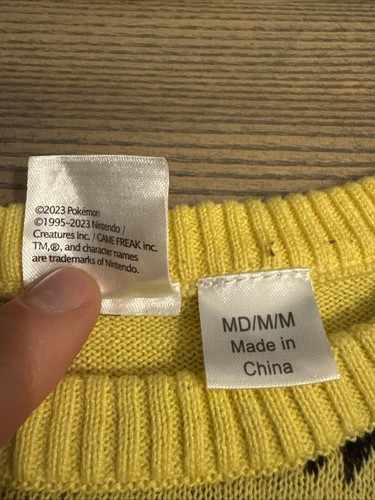 ©2023 Pokémon
©1995-2023 Nintendo /
Creatures Inc. / GAME FREAK inc.
TM,®, and character names
are trademarks of Nintendo.
MD/M/M
Made in
China